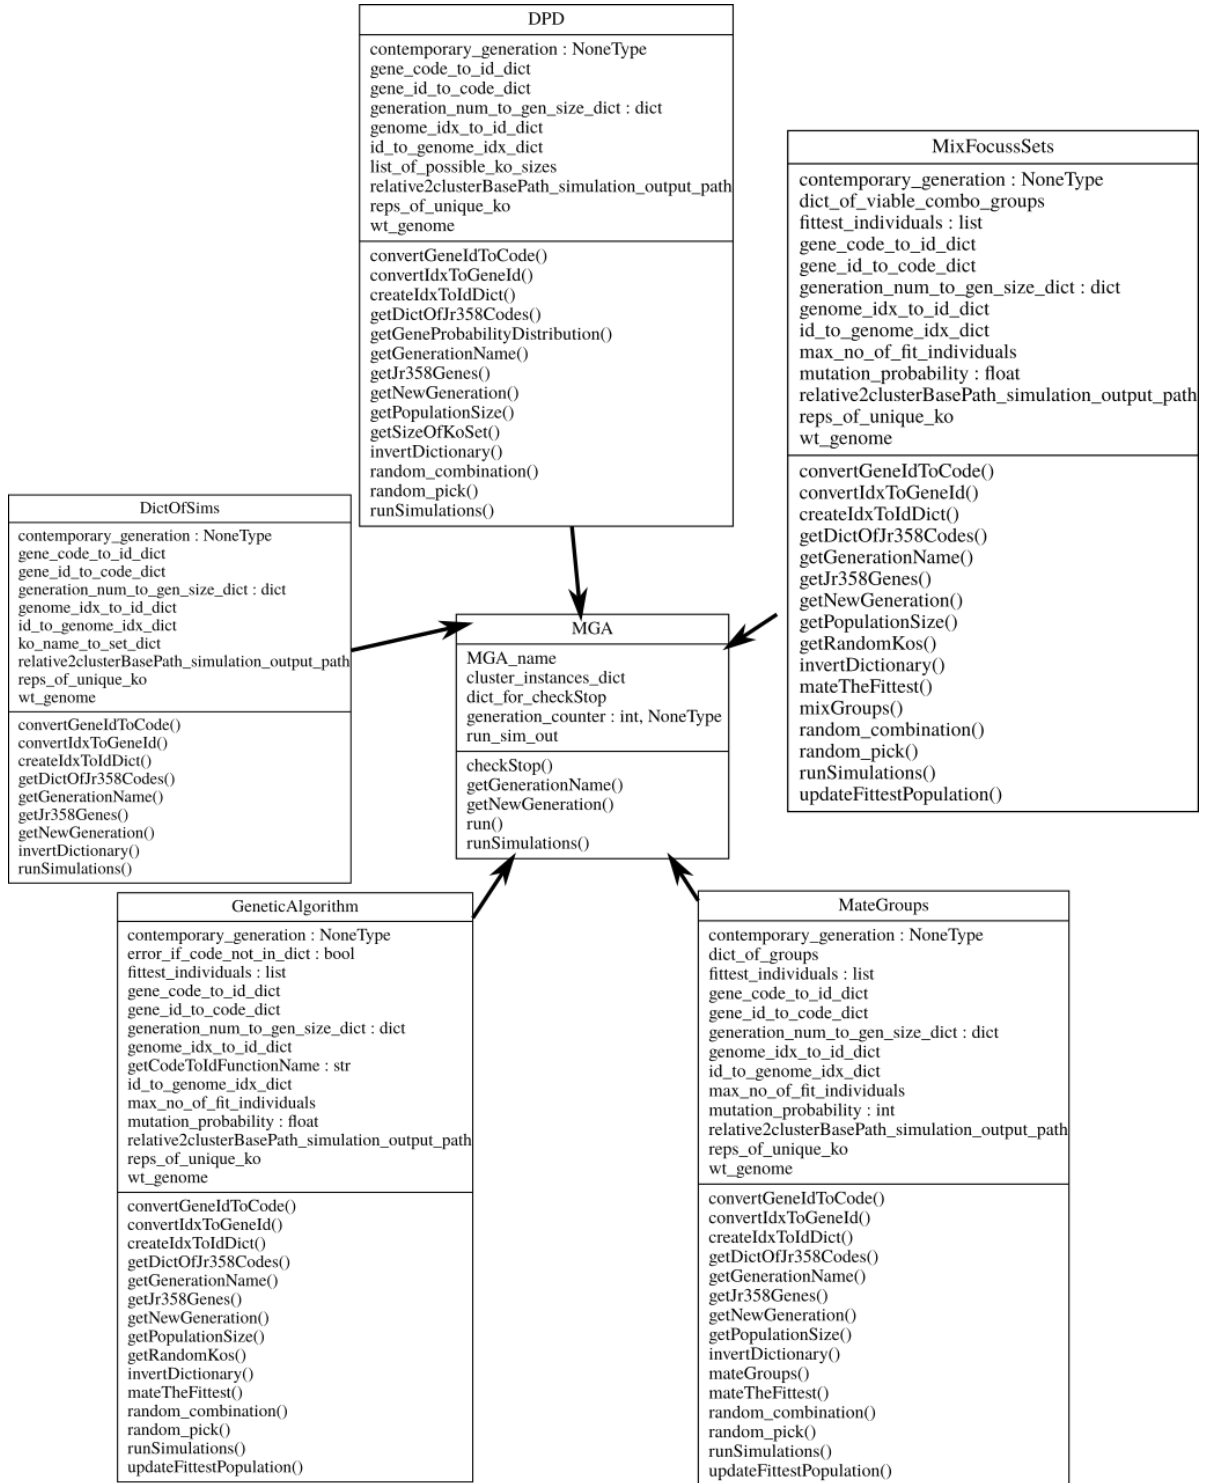 DPD
contemporary_generation : NoneType
gene_code_to_id_dict
gene_id_to_code_dict
generation_num_to_gen_size_dict : dict
genome_idx_to_id_dict
id_to_genome_idx_dict
list_of_possible_ko_sizes
relative2clusterBasePath_simulation_output_path
reps_of_unique_ko
wt_genome
convertGeneIdToCode()
convertIdxToGeneId()
createIdxToIdDict()
getDictOfJr358Codes()
getGeneProbabilityDistribution()
getGenerationName()
getJr358Genes()
getNewGeneration()
getPopulationSize()
getSizeOfKoSet()
invertDictionary()
random_combination()
random_pick()
runSimulations()
MixFocussSets
contemporary_generation : NoneType
dict_of_viable_combo_groups
fittest_individuals : list
gene_code_to_id_dict
gene_id_to_code_dict
generation_num_to_gen_size_dict : dict
genome_idx_to_id_dict
id_to_genome_idx_dict
max_no_of_fit_individuals
mutation_probability : float
relative2clusterBasePath_simulation_output_path
reps_of_unique_ko
wt_genome
convertGeneIdToCode()
convertIdxToGeneId()
createIdxToIdDict()
getDictOfJr358Codes()
getGenerationName()
getJr358Genes()
getNewGeneration()
getPopulationSize()
getRandomKos()
invertDictionary()
mateTheFittest()
mixGroups()
random_combination()
random_pick()
runSimulations()
updateFittestPopulation()
DictOfSims
contemporary_generation : NoneType
gene_code_to_id_dict
gene_id_to_code_dict
generation_num_to_gen_size_dict : dict
genome_idx_to_id_dict
id_to_genome_idx_dict
ko_name_to_set_dict
relative2clusterBasePath_simulation_output_path
reps_of_unique_ko
wt_genome
convertGeneIdToCode()
convertIdxToGeneId()
createIdxToIdDict()
getDictOfJr358Codes()
getGenerationName()
getJr358Genes()
getNewGeneration()
invertDictionary()
runSimulations()
MGA
MGA_name
cluster_instances_dict
dict_for_checkStop
generation_counter : int, NoneType
run_sim_out
checkStop()
getGenerationName()
getNewGeneration()
run()
runSimulations()
GeneticAlgorithm
contemporary_generation : NoneType
error_if_code_not_in_dict : bool
fittest_individuals : list
gene_code_to_id_dict
gene_id_to_code_dict
generation_num_to_gen_size_dict : dict
genome_idx_to_id_dict
getCodeToIdFunctionName : str
id_to_genome_idx_dict
max_no_of_fit_individuals
mutation_probability : float
relative2clusterBasePath_simulation_output_path
reps_of_unique_ko
wt_genome
convertGeneIdToCode()
convertIdxToGeneId()
createIdxToIdDict()
getDictOfJr358Codes()
getGenerationName()
getJr358Genes()
getNewGeneration()
getPopulationSize()
getRandomKos()
invertDictionary()
mateTheFittest()
random_combination()
random_pick()
runSimulations()
updateFittestPopulation()
MateGroups
contemporary_generation : NoneType
dict_of_groups
fittest_individuals : list
gene_code_to_id_dict
gene_id_to_code_dict
generation_num_to_gen_size_dict : dict
genome_idx_to_id_dict
id_to_genome_idx_dict
max_no_of_fit_individuals
mutation_probability : int
relative2clusterBasePath_simulation_output_path
reps_of_unique_ko
wt_genome
convertGeneIdToCode()
convertIdxToGeneId()
createIdxToIdDict()
getDictOfJr358Codes()
getGenerationName()
getJr358Genes()
getNewGeneration()
getPopulationSize()
invertDictionary()
mateGroups()
mateTheFittest()
random_combination()
random_pick()
runSimulations()
updateFittestPopulation()